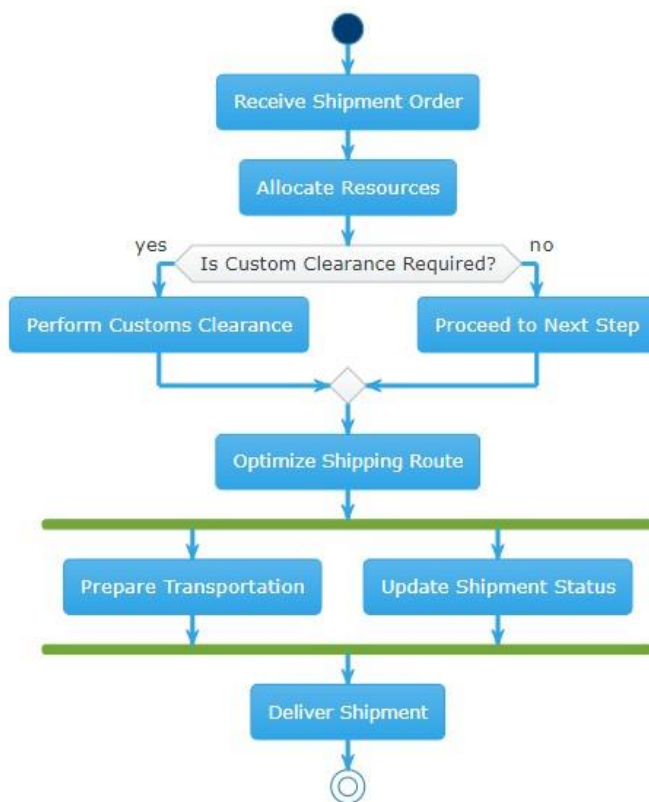 Receive Shipment Order
Allocate Resources
yes
no
Is Custom Clearance Required?
Perform Customs Clearance
Proceed to Next Step
Optimize Shipping Route
Prepare Transportation
Update Shipment Status
Deliver Shipment